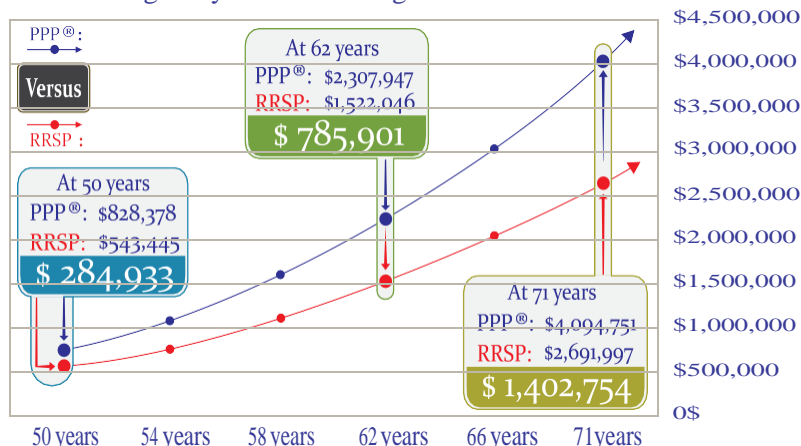 PPP®:
Versus
RRSP :
At 50 years
PPP®: $828,378
RRSP: $543,445
$ 284,933
At 62 years
PPP®: $2,307,947
RRSP: $1,522,046
$ 785,901
At 71 years
PPP®: $4,094,751
RRSP: $2,691,997
$ 1,402,754
$4,500,000
$4,000,000
$3,500,000
$3,000,000
$2,500,000
$2,000,000
$1,500,000
$1,000,000
$500,000
0$
50 years 54 years 58 years 62 years 66 years 71years